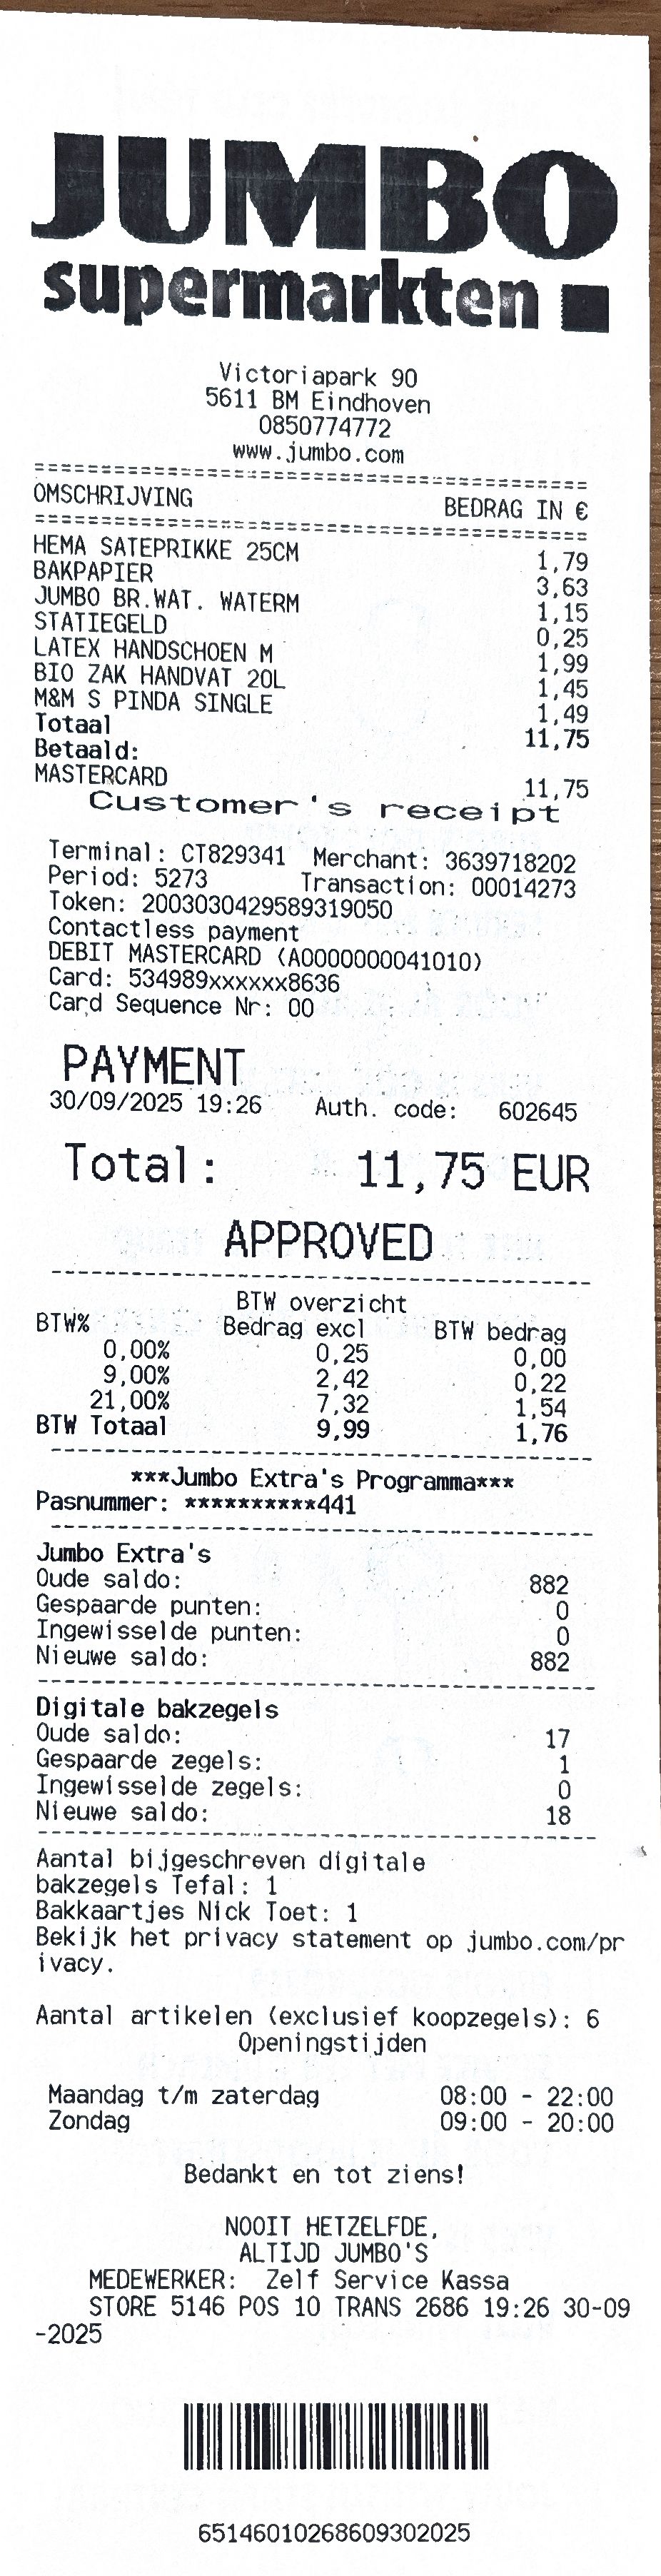 JUMBO
supermarkten
Victoriapark 90
5611 BM Eindhoven
0850774772
www.jumbo.com
==========================================
OMSCHRIJVING BEDRAG IN €
==========================================
HEMA SATEPRIKKE 25CM 1,79
BAKPAPIER 3,63
JUMBO BR.WAT. WATERM 1,15
STATIEGELD 0,25
LATEX HANDSCHOEN M 1,99
BIO ZAK HANDVAT 20L 1,45
M&M S PINDA SINGLE 1,49
Totaal 11,75
Betaald:
MASTERCARD 11,75
Customer's receipt
Terminal: CT829341 Merchant: 3639718202
Period: 5273 Transaction: 00014273
Token: 2003030429589319050
Contactless payment
DEBIT MASTERCARD (A0000000041010)
Card: 534989xxxxxx8636
Card Sequence Nr: 00
PAYMENT
30/09/2025 19:26 Auth. code: 602645
Total: 11,75 EUR
APPROVED
------------------------------------------
BTW overzicht
BTW% Bedrag excl BTW bedrag
0,00% 0,25 0,00
9,00% 2,42 0,22
21,00% 7,32 1,54
BTW Totaal 9,99 1,76
------------------------------------------
***Jumbo Extra's Programma***
Pasnummer: **********441
------------------------------------------
Jumbo Extra's
Oude saldo: 882
Gespaarde punten: 0
Ingewisselde punten: 0
Nieuwe saldo: 882
------------------------------------------
Digitale bakzegels
Oude saldo: 17
Gespaarde zegels: 1
Ingewisselde zegels: 0
Nieuwe saldo: 18
------------------------------------------
Aantal bijgeschreven digitale
bakzegels Tefal: 1
Bakkaartjes Nick Toet: 1
Bekijk het privacy statement op jumbo.com/pr
ivacy.
Aantal artikelen (exclusief koopzegels): 6
Openingstijden
Maandag t/m zaterdag 08:00 - 22:00
Zondag 09:00 - 20:00
Bedankt en tot ziens!
NOOIT HETZELFDE,
ALTIJD JUMBO'S
MEDEWERKER: Zelf Service Kassa
STORE 5146 POS 10 TRANS 2686 19:26 30-09
-2025
65146010268609302025